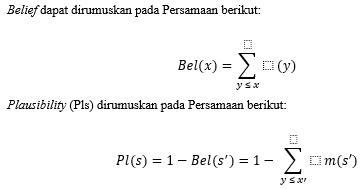 Belief dapat dirumuskan pada Persamaan berikut:
Bel(x) = ∑ y ≤ x ⬚ (y)
Plausibility (Pls) dirumuskan pada Persamaan berikut:
Pl(s) = 1 − Bel(s′) = 1 − ∑ y ≤ x′ ⬚ m(s′)